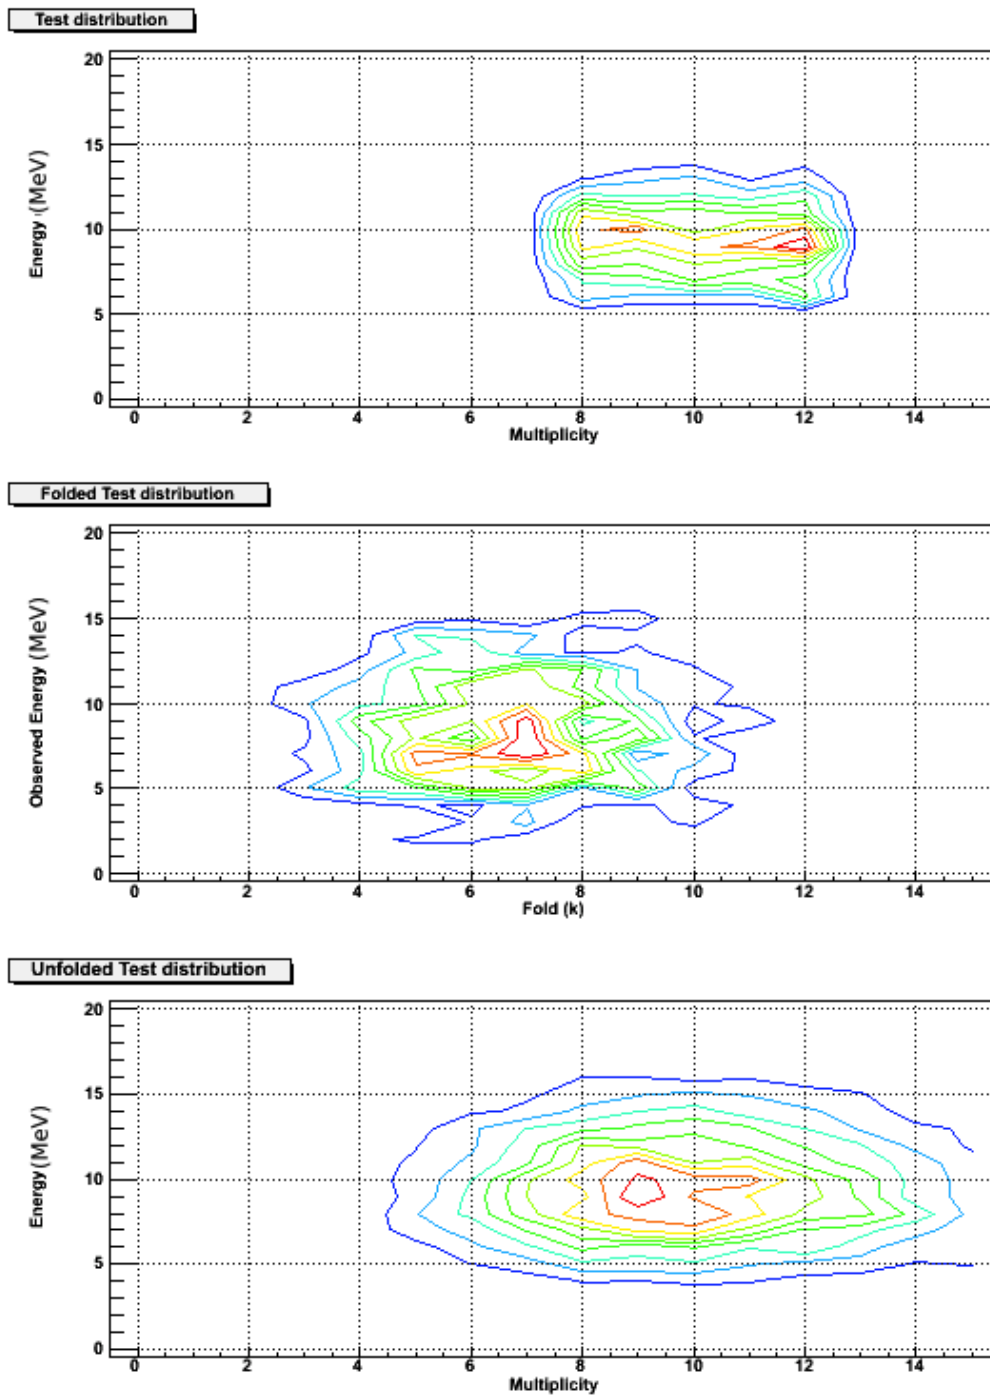 Test distribution
20
15
10
5
0
Energy (MeV)
0 2 4 6 8 10 12 14
Multiplicity
Folded Test distribution
20
15
10
5
0
Observed Energy (MeV)
0 2 4 6 8 10 12 14
Fold (k)
Unfolded Test distribution
20
15
10
5
0
Energy(MeV)
0 2 4 6 8 10 12 14
Multiplicity